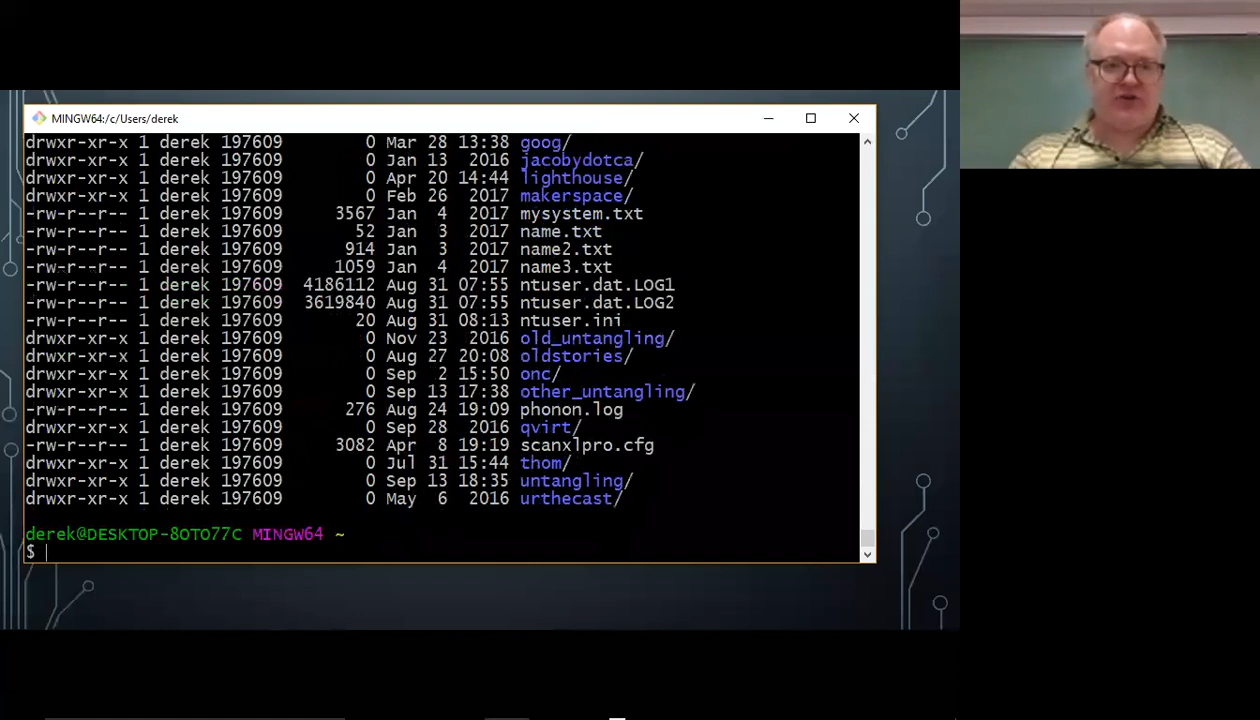 MINGW64:/c/Users/derek
drwxr-xr-x 1 derek 197609 0 Mar 28 13:38 goog/
drwxr-xr-x 1 derek 197609 0 Jan 13 2016 jacobydotca/
drwxr-xr-x 1 derek 197609 0 Apr 20 14:44 lighthouse/
drwxr-xr-x 1 derek 197609 0 Feb 26 2017 makerspace/
-rw-r--r-- 1 derek 197609 3567 Jan 4 2017 mysystem.txt
-rw-r--r-- 1 derek 197609 52 Jan 3 2017 name.txt
-rw-r--r-- 1 derek 197609 914 Jan 3 2017 name2.txt
-rw-r--r-- 1 derek 197609 1059 Jan 4 2017 name3.txt
-rw-r--r-- 1 derek 197609 4186112 Aug 31 07:55 ntuser.dat.LOG1
-rw-r--r-- 1 derek 197609 3619840 Aug 31 07:55 ntuser.dat.LOG2
-rw-r--r-- 1 derek 197609 20 Aug 31 08:13 ntuser.ini
drwxr-xr-x 1 derek 197609 0 Nov 23 2016 old_untangling/
drwxr-xr-x 1 derek 197609 0 Aug 27 20:08 oldstories/
drwxr-xr-x 1 derek 197609 0 Sep 2 15:50 onc/
drwxr-xr-x 1 derek 197609 0 Sep 13 17:38 other_untangling/
-rw-r--r-- 1 derek 197609 276 Aug 24 19:09 phonon.log
drwxr-xr-x 1 derek 197609 0 Sep 28 2016 qvirt/
-rw-r--r-- 1 derek 197609 3082 Apr 8 19:19 scanxlpro.cfg
drwxr-xr-x 1 derek 197609 0 Jul 31 15:44 thom/
drwxr-xr-x 1 derek 197609 0 Sep 13 18:35 untangling/
drwxr-xr-x 1 derek 197609 0 May 6 2016 urthecast/
derek@DESKTOP-8OTO77C MINGW64 ~
$